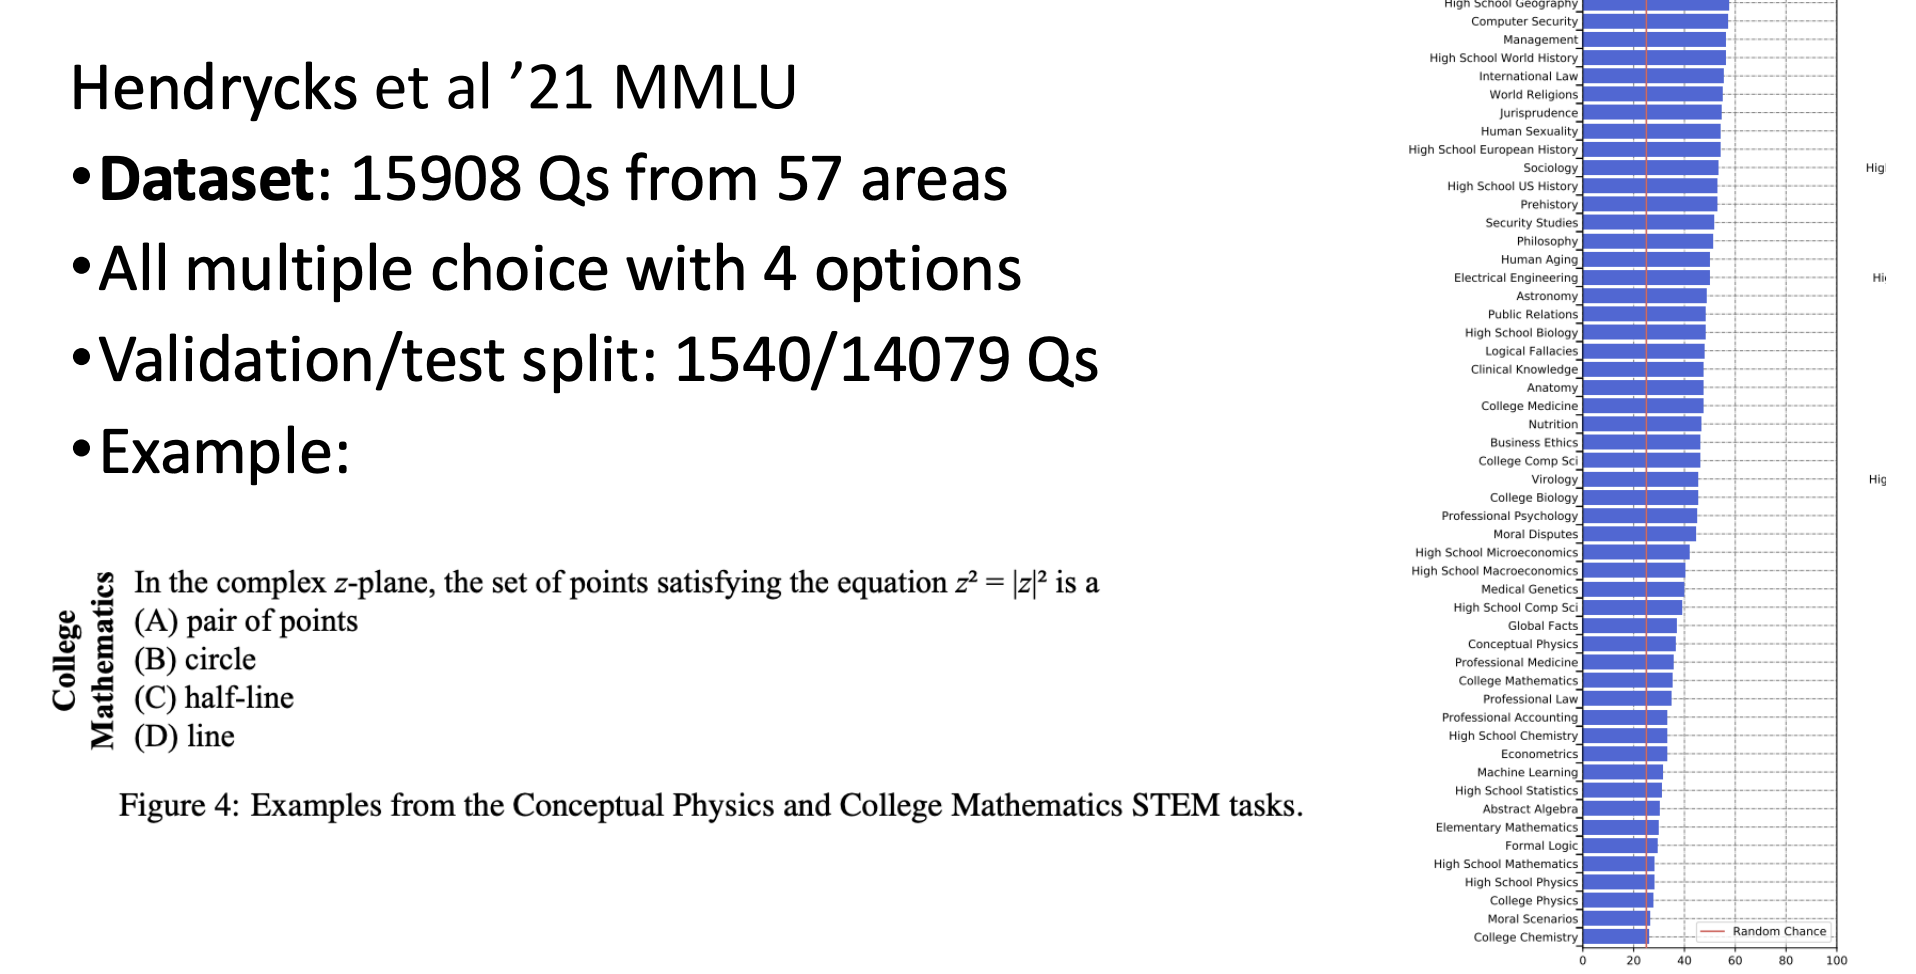 Hendrycks et al ’21 MMLU
•Dataset: 15908 Qs from 57 areas
•All multiple choice with 4 options
•Validation/test split: 1540/14079 Qs
•Example:
College
Mathematics
In the complex z-plane, the set of points satisfying the equation z² = |z|² is a
(A) pair of points
(B) circle
(C) half-line
(D) line
Figure 4: Examples from the Conceptual Physics and College Mathematics STEM tasks.
High School Geography
Computer Security
Management
High School World History
International Law
World Religions
Jurisprudence
Human Sexuality
High School European History
Sociology
High School US History
Prehistory
Security Studies
Philosophy
Human Aging
Electrical Engineering
Astronomy
Public Relations
High School Biology
Logical Fallacies
Clinical Knowledge
Anatomy
College Medicine
Nutrition
Business Ethics
College Comp Sci
Virology
College Biology
Professional Psychology
Moral Disputes
High School Microeconomics
High School Macroeconomics
Medical Genetics
High School Comp Sci
Global Facts
Conceptual Physics
Professional Medicine
College Mathematics
Professional Law
Professional Accounting
High School Chemistry
Econometrics
Machine Learning
High School Statistics
Abstract Algebra
Elementary Mathematics
Formal Logic
High School Mathematics
High School Physics
College Physics
Moral Scenarios
College Chemistry
Random Chance
0 20 40 60 80 100